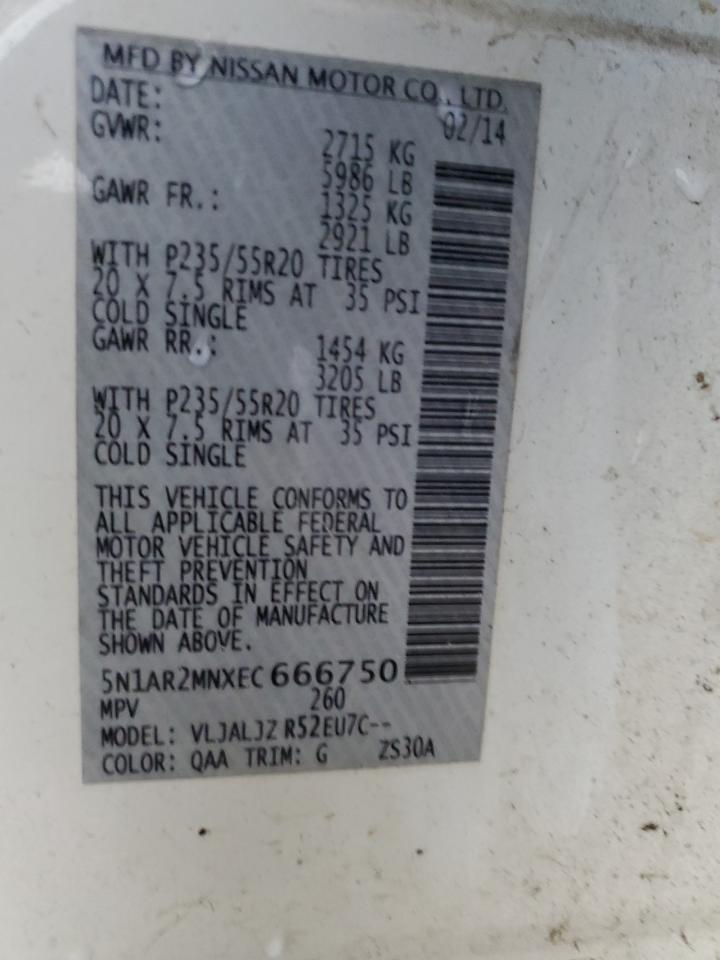 MFD BY NISSAN MOTOR CO., LTD.
DATE: 02/14
GVWR: 2715 KG
5986 LB
GAWR FR.: 1325 KG
2921 LB
WITH P235/55R20 TIRES
20 X 7.5 RIMS AT 35 PSI
COLD SINGLE
GAWR RR.: 1454 KG
3205 LB
WITH P235/55R20 TIRES
20 X 7.5 RIMS AT 35 PSI
COLD SINGLE
THIS VEHICLE CONFORMS TO
ALL APPLICABLE FEDERAL
MOTOR VEHICLE SAFETY AND
THEFT PREVENTION
STANDARDS IN EFFECT ON
THE DATE OF MANUFACTURE
SHOWN ABOVE.
5N1AR2MNXEC666750
MPV 260
MODEL: VLJALJZ R52EU7C--
COLOR: QAA TRIM: G ZS30A